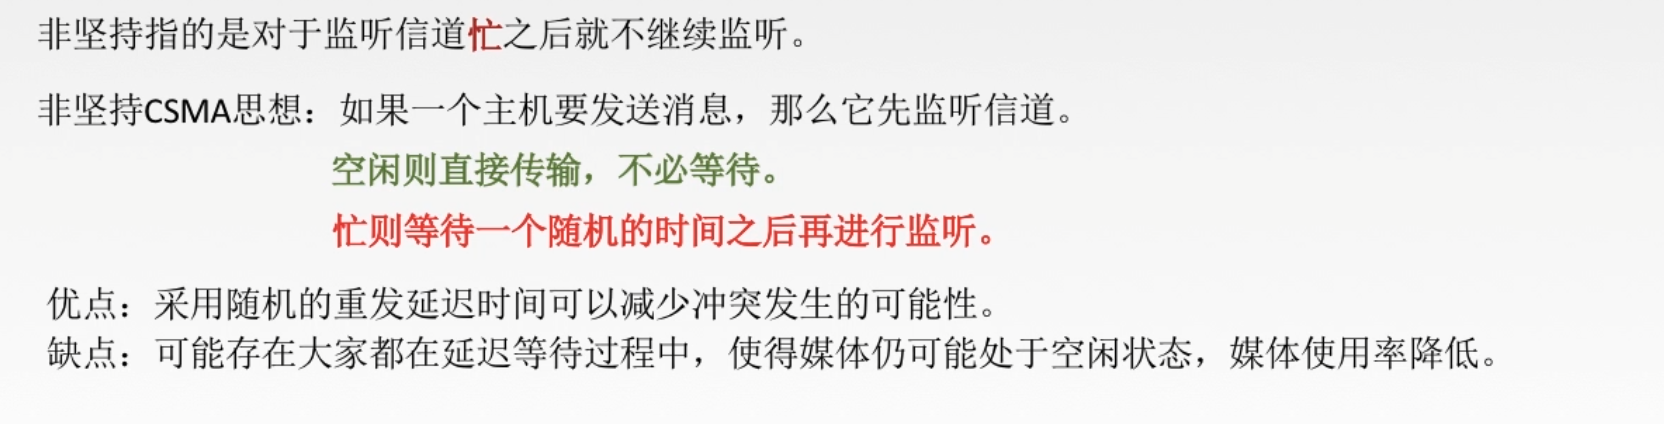 非坚持指的是对于监听信道忙之后就不继续监听。
非坚持CSMA思想：如果一个主机要发送消息，那么它先监听信道。
空闲则直接传输，不必等待。
忙则等待一个随机的时间之后再进行监听。
优点：采用随机的重发延迟时间可以减少冲突发生的可能性。
缺点：可能存在大家都在延迟等待过程中，使得媒体仍可能处于空闲状态，媒体使用率降低。